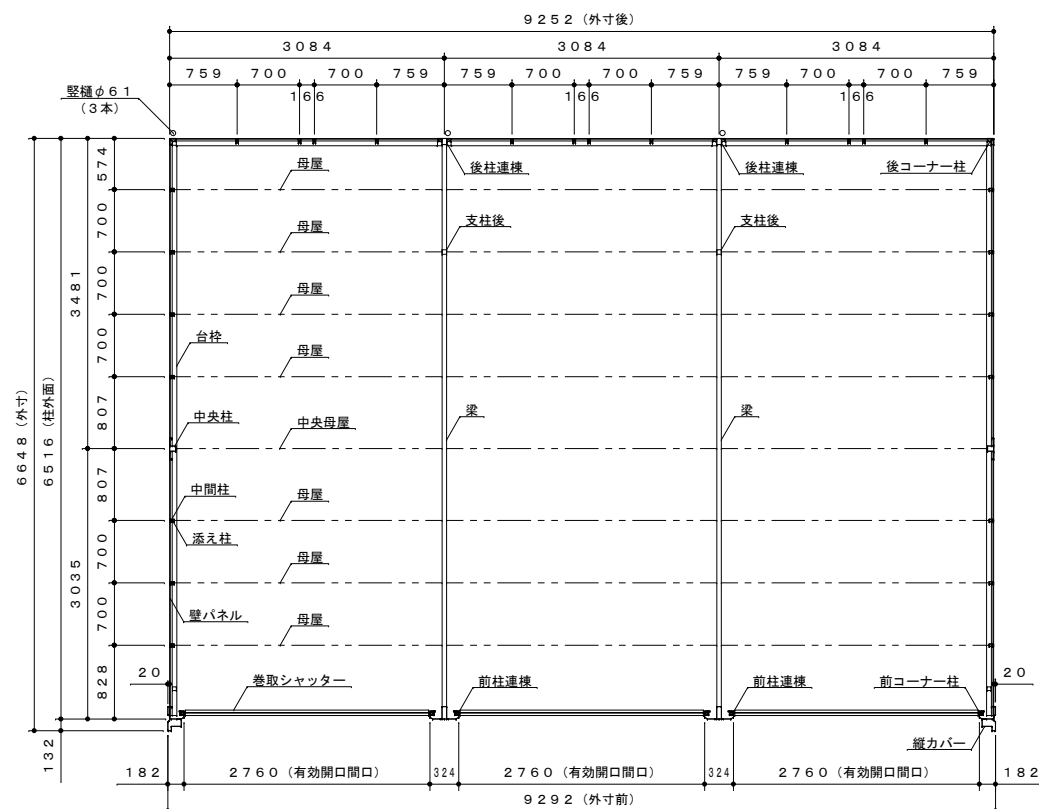 ９２５２（外寸後）
３０８４
３０８４
３０８４
７５９
７００
７００
７５９
７５９
７００
７００
７５９
７５９
７００
７００
７５９
１６６
１６６
１６６
竪樋φ６１
（３本）
母屋
後柱連棟
後柱連棟
後コーナー柱
母屋
支柱後
支柱後
母屋
台枠
母屋
中央柱
中央母屋
梁
梁
中間柱
母屋
添え柱
母屋
壁パネル
母屋
巻取シャッター
前柱連棟
前柱連棟
前コーナー柱
縦カバー
２０
２０
５７４
７００
７００
７００
８０７
８０７
７００
７００
８２８
３４８１
３０３５
６５１６（柱外面）
６６４８（外寸）
１３２
１８２
２７６０（有効開口間口）
３２４
２７６０（有効開口間口）
３２４
２７６０（有効開口間口）
１８２
９２９２（外寸前）